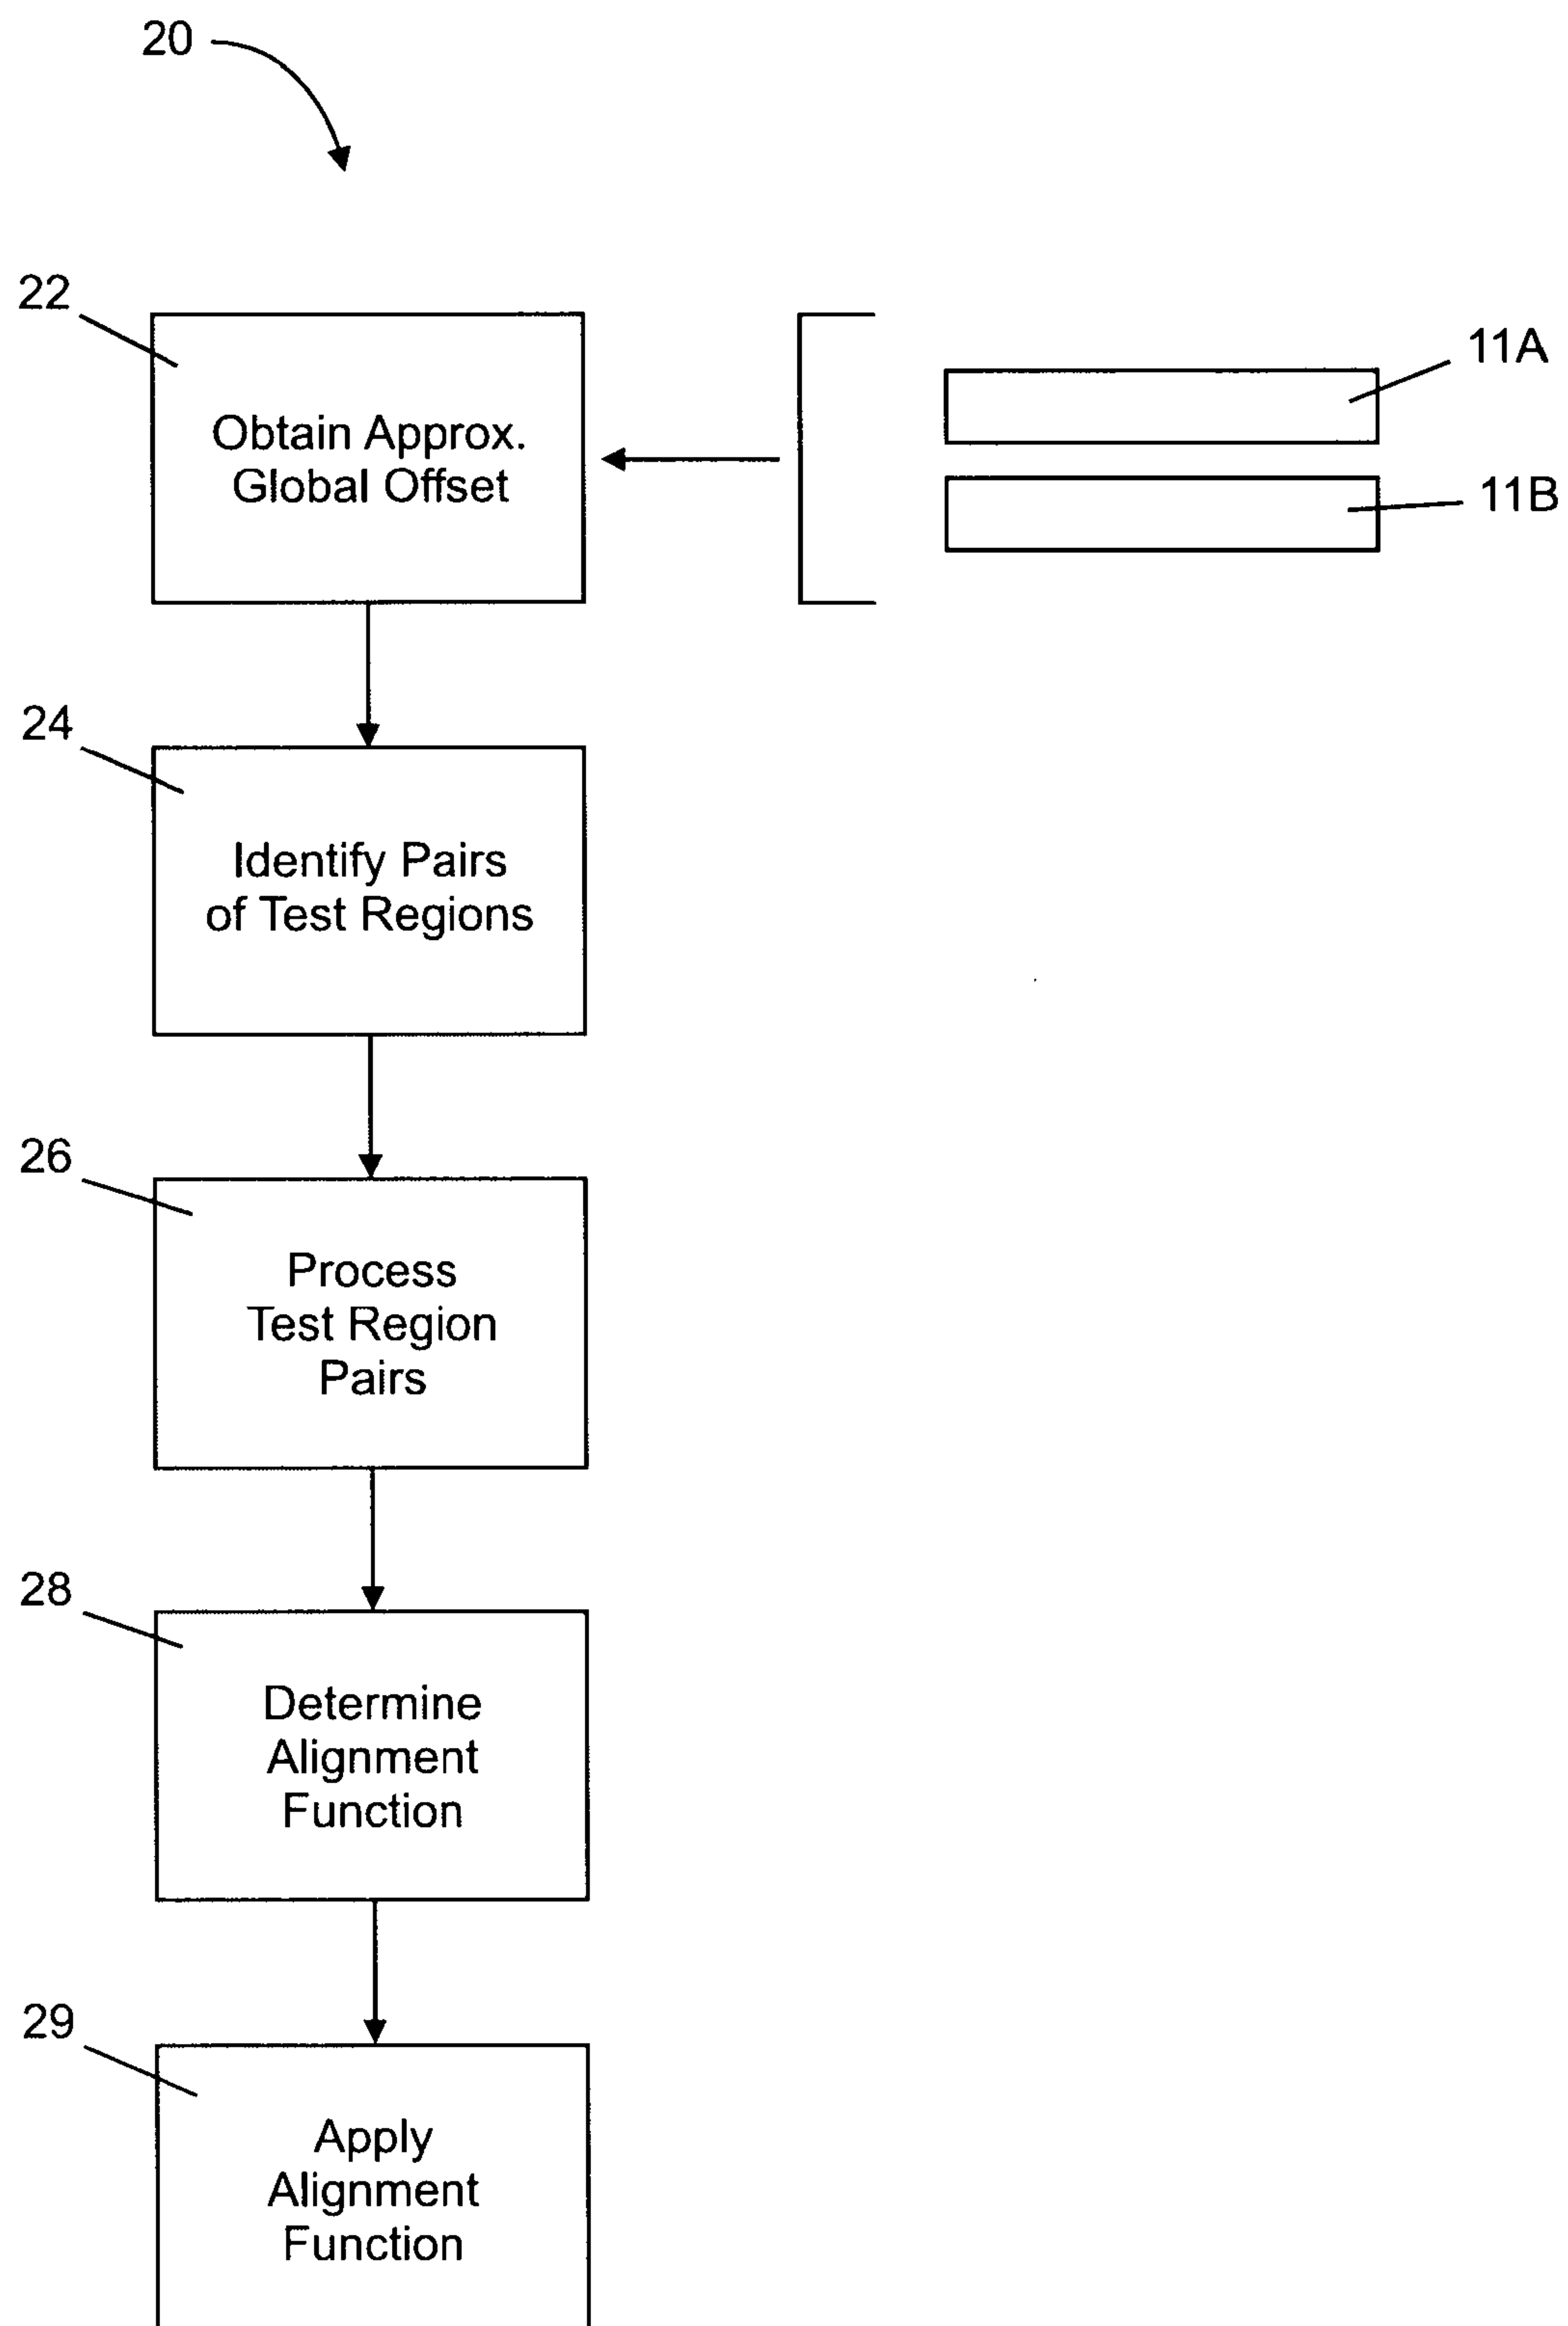 20
22
Obtain Approx.
Global Offset
11A
11B
24
Identify Pairs
of Test Regions
26
Process
Test Region
Pairs
28
Determine
Alignment
Function
29
Apply
Alignment
Function